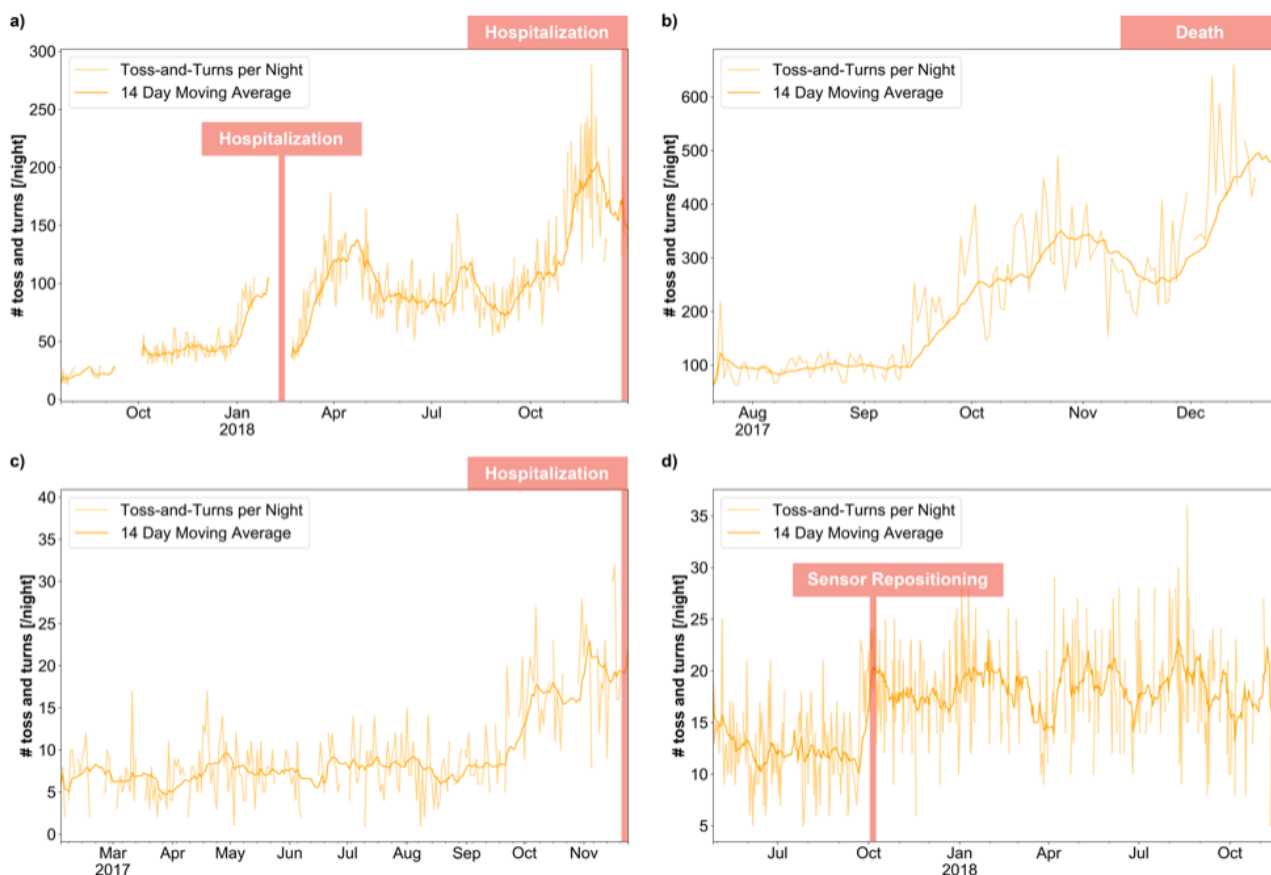 a)
Hospitalization
300
250
200
150
100
50
0
# toss and turns [/night]
Toss-and-Turns per Night
14 Day Moving Average
Hospitalization
Oct
Jan
2018
Apr
Jul
Oct
b)
Death
600
500
400
300
200
100
# toss and turns [/night]
Toss-and-Turns per Night
14 Day Moving Average
Aug
2017
Sep
Oct
Nov
Dec
c)
Hospitalization
40
35
30
25
20
15
10
5
0
# toss and turns [/night]
Toss-and-Turns per Night
14 Day Moving Average
Mar
2017
Apr
May
Jun
Jul
Aug
Sep
Oct
Nov
d)
35
30
25
20
15
10
5
# toss and turns [/night]
Toss-and-Turns per Night
14 Day Moving Average
Sensor Repositioning
Jul
Oct
Jan
2018
Apr
Jul
Oct